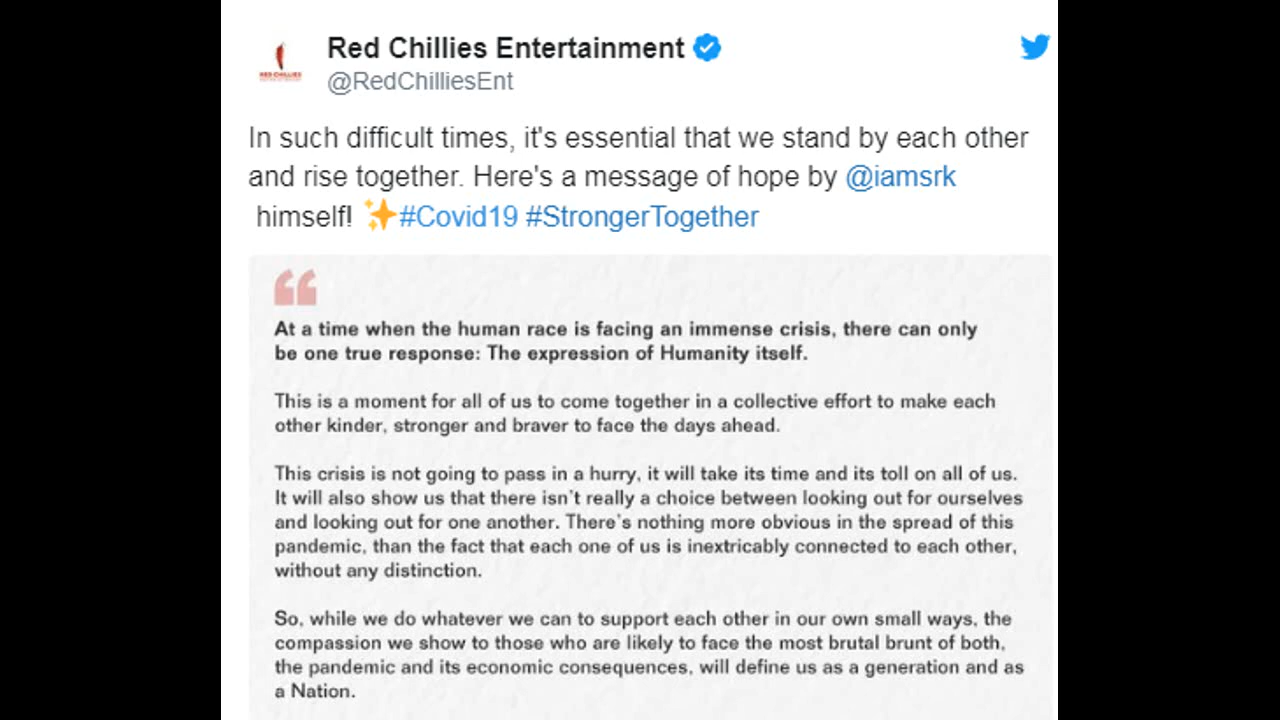 Red Chillies Entertainment
@RedChilliesEnt
RED CHILLIES
In such difficult times, it's essential that we stand by each other
and rise together. Here's a message of hope by @iamsrk
himself! ✨#Covid19 #StrongerTogether
“
At a time when the human race is facing an immense crisis, there can only
be one true response: The expression of Humanity itself.
This is a moment for all of us to come together in a collective effort to make each
other kinder, stronger and braver to face the days ahead.
This crisis is not going to pass in a hurry, it will take its time and its toll on all of us.
It will also show us that there isn't really a choice between looking out for ourselves
and looking out for one another. There's nothing more obvious in the spread of this
pandemic, than the fact that each one of us is inextricably connected to each other,
without any distinction.
So, while we do whatever we can to support each other in our own small ways, the
compassion we show to those who are likely to face the most brutal brunt of both,
the pandemic and its economic consequences, will define us as a generation and as
a Nation.